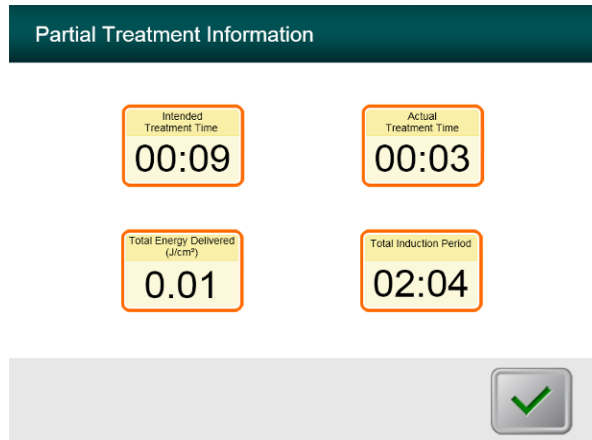 Partial Treatment Information
Intended
Treatment Time
00:09
Actual
Treatment Time
00:03
Total Energy Delivered
(J/cm²)
0.01
Total Induction Period
02:04